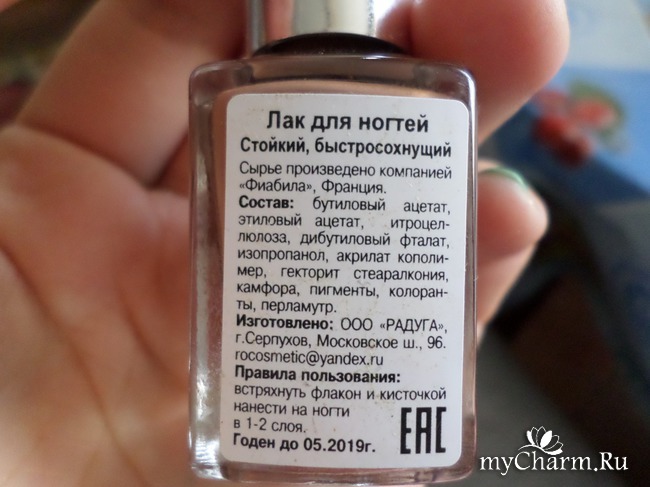 Лак для ногтей
Стойкий, быстросохнущий
Сырье произведено компанией
«Фиабила», Франция.
Состав: бутиловый ацетат,
этиловый ацетат, итроцел-
люлоза, дибутиловый фталат,
изопропанол, акрилат кополи-
мер, гекторит стеаралкония,
камфора, пигменты, колоран-
ты, перламутр.
Изготовлено: ООО «РАДУГА»,
г.Серпухов, Московское ш., 96.
rocosmetic@yandex.ru
Правила пользования:
встряхнуть флакон и кисточкой
нанести на ногти
в 1-2 слоя.
Годен до 05.2019г.
EAC
myCharm.Ru